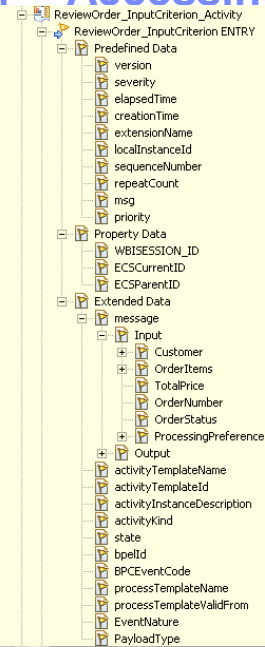 ReviewOrder_InputCriterion_Activity
ReviewOrder_InputCriterion ENTRY
Predefined Data
version
severity
elapsedTime
creationTime
extensionName
localInstanceId
sequenceNumber
repeatCount
msg
priority
Property Data
WBISESSION_ID
ECSCurrentID
ECSParentID
Extended Data
message
Input
Customer
OrderItems
TotalPrice
OrderNumber
OrderStatus
ProcessingPreference
Output
activityTemplateName
activityTemplateId
activityInstanceDescription
activityKind
state
bpelId
BPCEventCode
processTemplateName
processTemplateValidFrom
EventNature
PayloadType